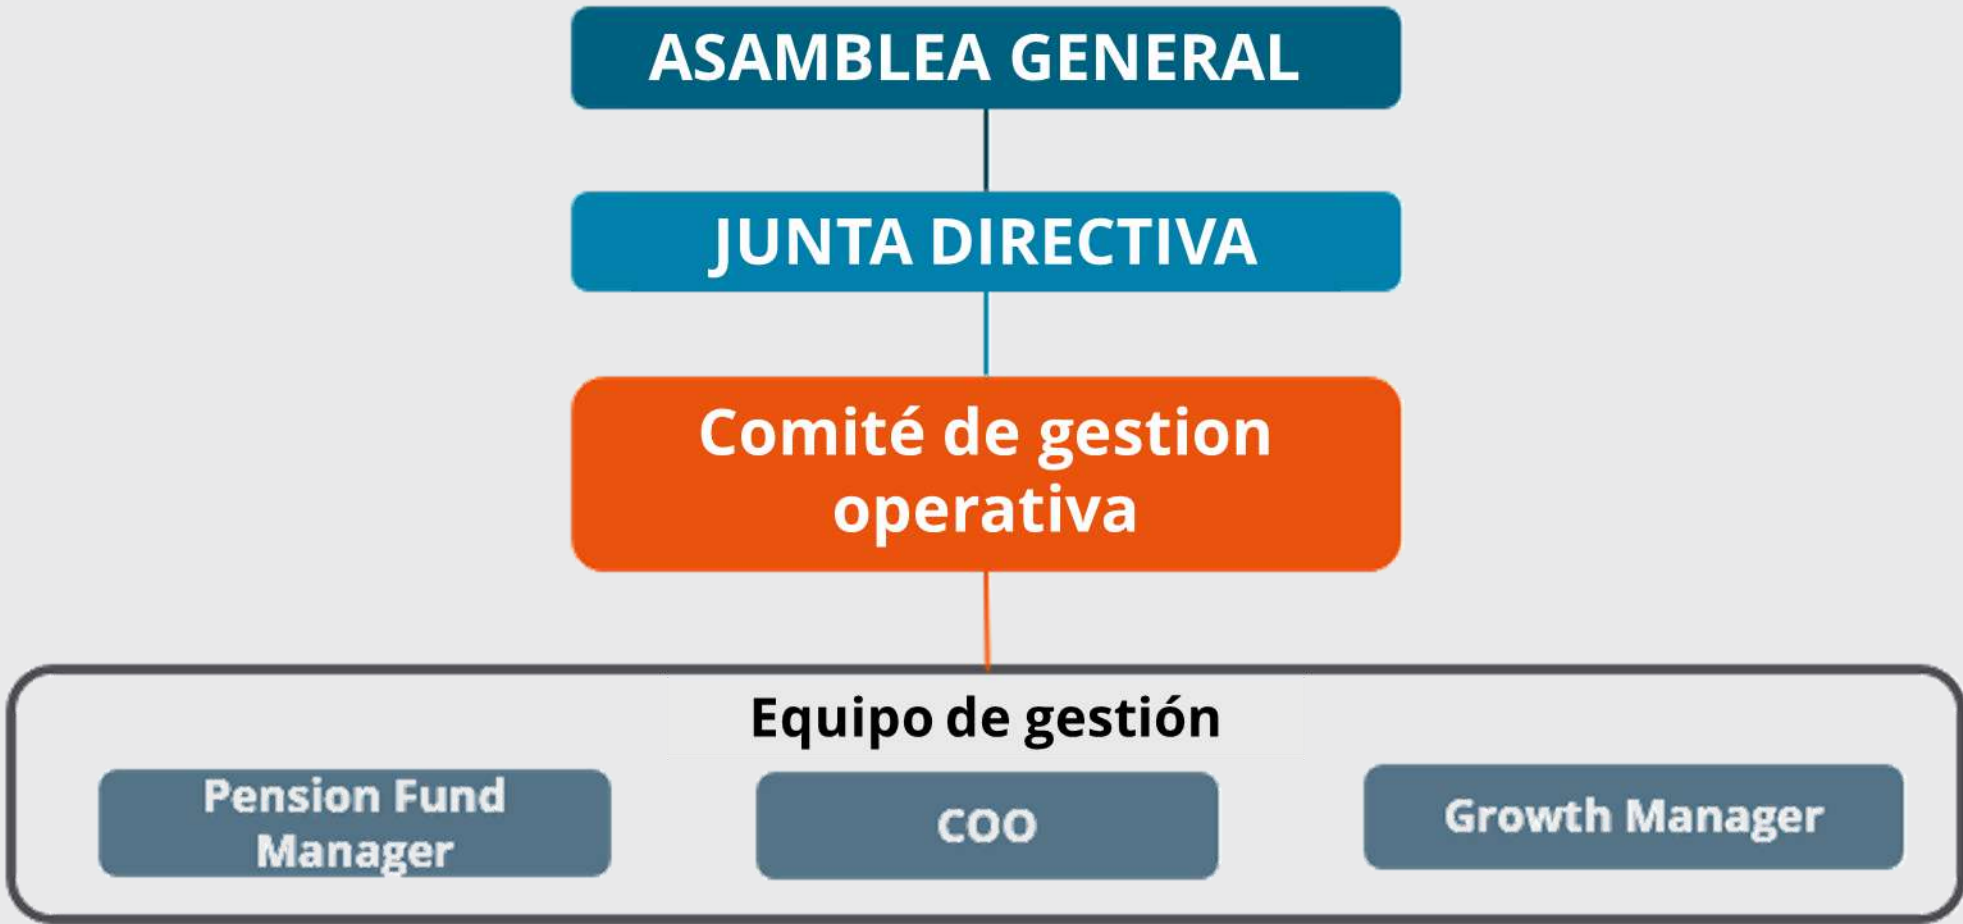 ASAMBLEA GENERAL
JUNTA DIRECTIVA
Comité de gestion
operativa
Equipo de gestión
Pension Fund
Manager
COO
Growth Manager